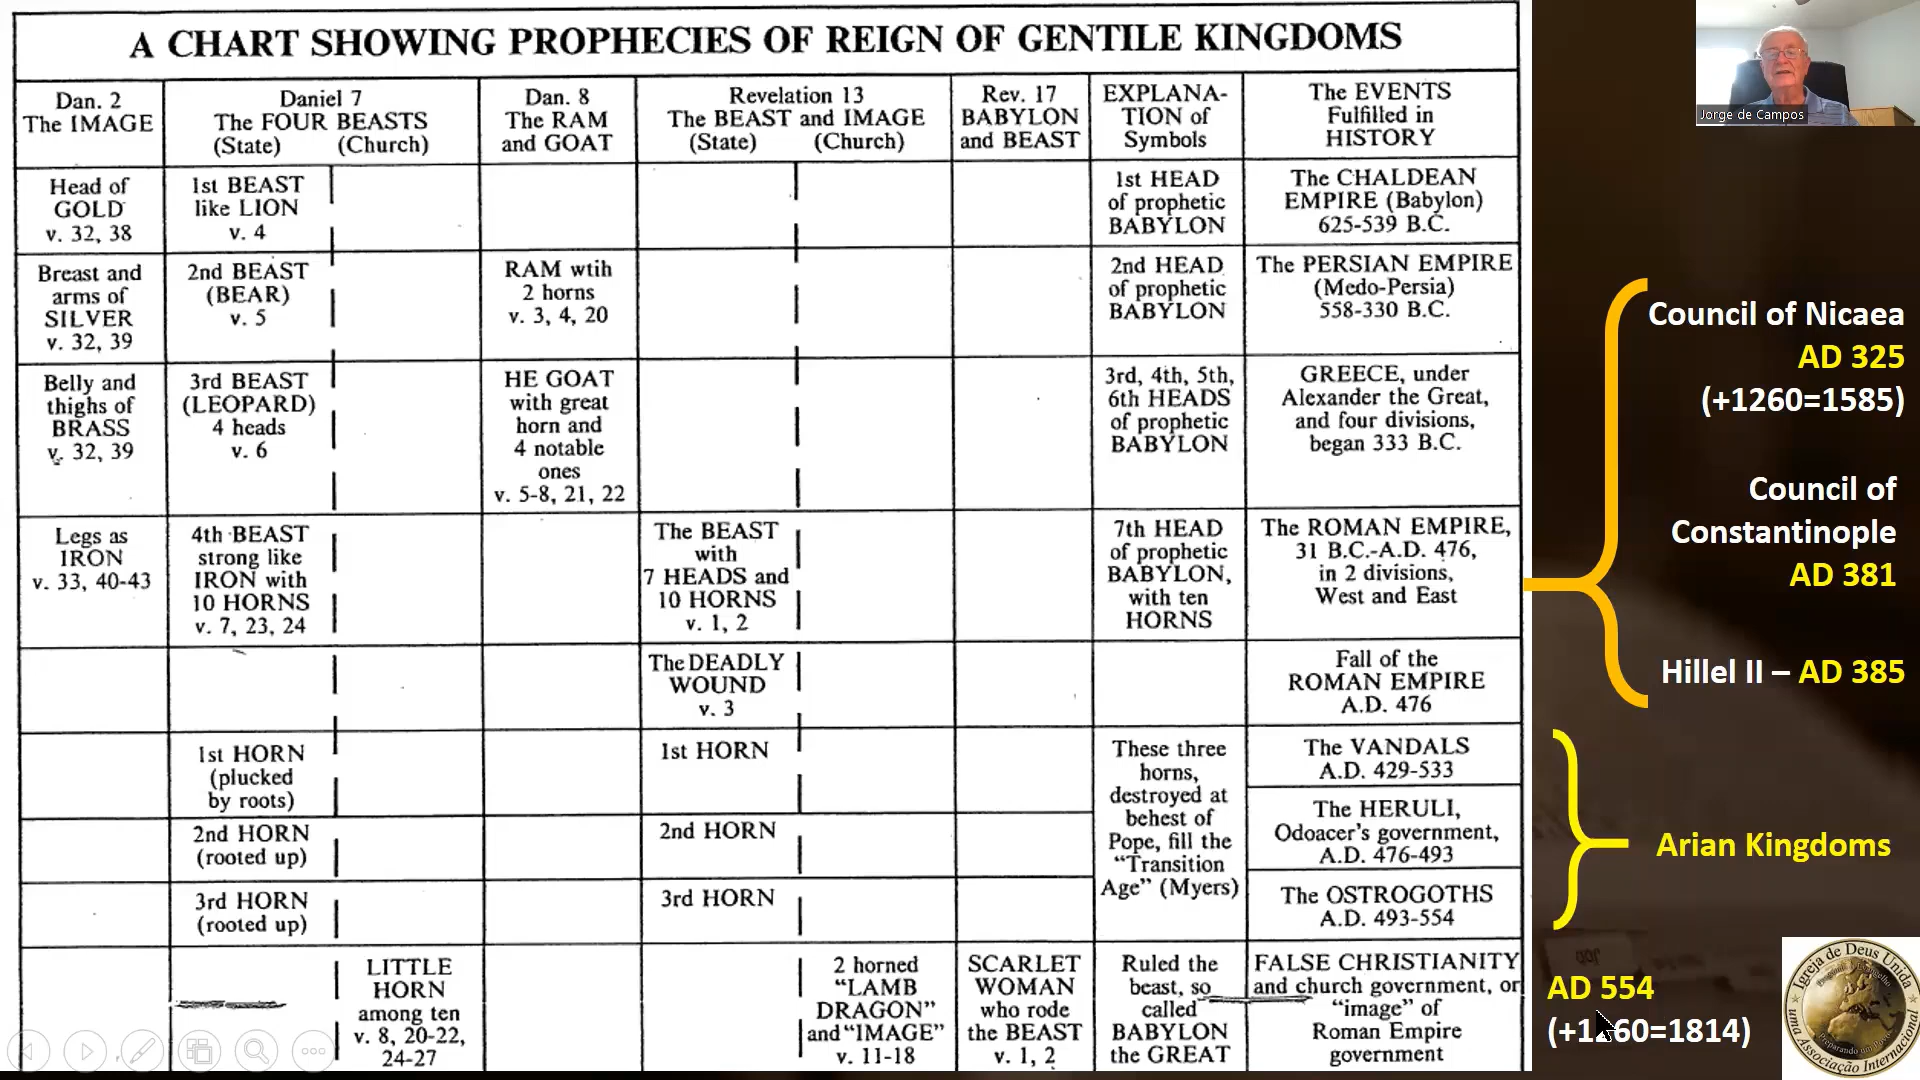 A CHART SHOWING PROPHECIES OF REIGN OF GENTILE KINGDOMS
Dan. 2
The IMAGE
Daniel 7
The FOUR BEASTS
(State) (Church)
Dan. 8
The RAM
and GOAT
Revelation 13
The BEAST and IMAGE
(State) (Church)
Rev. 17
BABYLON
and BEAST
EXPLANA-
TION of
Symbols
The EVENTS
Fulfilled in
HISTORY
Head of
GOLD
v. 32, 38
1st BEAST
like LION
v. 4
1st HEAD
of prophetic
BABYLON
The CHALDEAN
EMPIRE (Babylon)
625-539 B.C.
Breast and
arms of
SILVER
v. 32, 39
2nd BEAST
(BEAR)
v. 5
RAM wtih
2 horns
v. 3, 4, 20
2nd HEAD
of prophetic
BABYLON
The PERSIAN EMPIRE
(Medo-Persia)
558-330 B.C.
Belly and
thighs of
BRASS
v. 32, 39
3rd BEAST
(LEOPARD)
4 heads
v. 6
HE GOAT
with great
horn and
4 notable
ones
v. 5-8, 21, 22
3rd, 4th, 5th,
6th HEADS
of prophetic
BABYLON
GREECE, under
Alexander the Great,
and four divisions,
began 333 B.C.
Legs as
IRON
v. 33, 40-43
4th BEAST
strong like
IRON with
10 HORNS
v. 7, 23, 24
The BEAST
with
7 HEADS and
10 HORNS
v. 1, 2
7th HEAD
of prophetic
BABYLON,
with ten
HORNS
The ROMAN EMPIRE,
31 B.C.-A.D. 476,
in 2 divisions,
West and East
The DEADLY
WOUND
v. 3
Fall of the
ROMAN EMPIRE
A.D. 476
1st HORN
(plucked
by roots)
1st HORN
These three
horns,
destroyed at
behest of
Pope, fill the
“Transition
Age” (Myers)
The VANDALS
A.D. 429-533
2nd HORN
(rooted up)
2nd HORN
The HERULI,
Odoacer's government,
A.D. 476-493
3rd HORN
(rooted up)
3rd HORN
The OSTROGOTHS
A.D. 493-554
LITTLE
HORN
among ten
v. 8, 20-22,
24-27
2 horned
“LAMB
DRAGON”
and “IMAGE”
v. 11-18
SCARLET
WOMAN
who rode
the BEAST
v. 1, 2
Ruled the
beast, so
called
BABYLON
the GREAT
FALSE CHRISTIANITY
and church government, or
“image” of
Roman Empire
government
Jorge de Campos
Council of Nicaea
AD 325
(+1260=1585)
Council of
Constantinople
AD 381
Hillel II – AD 385
Arian Kingdoms
AD 554
(+1260=1814)
Igreja de Deus Unida
uma Associação Internacional